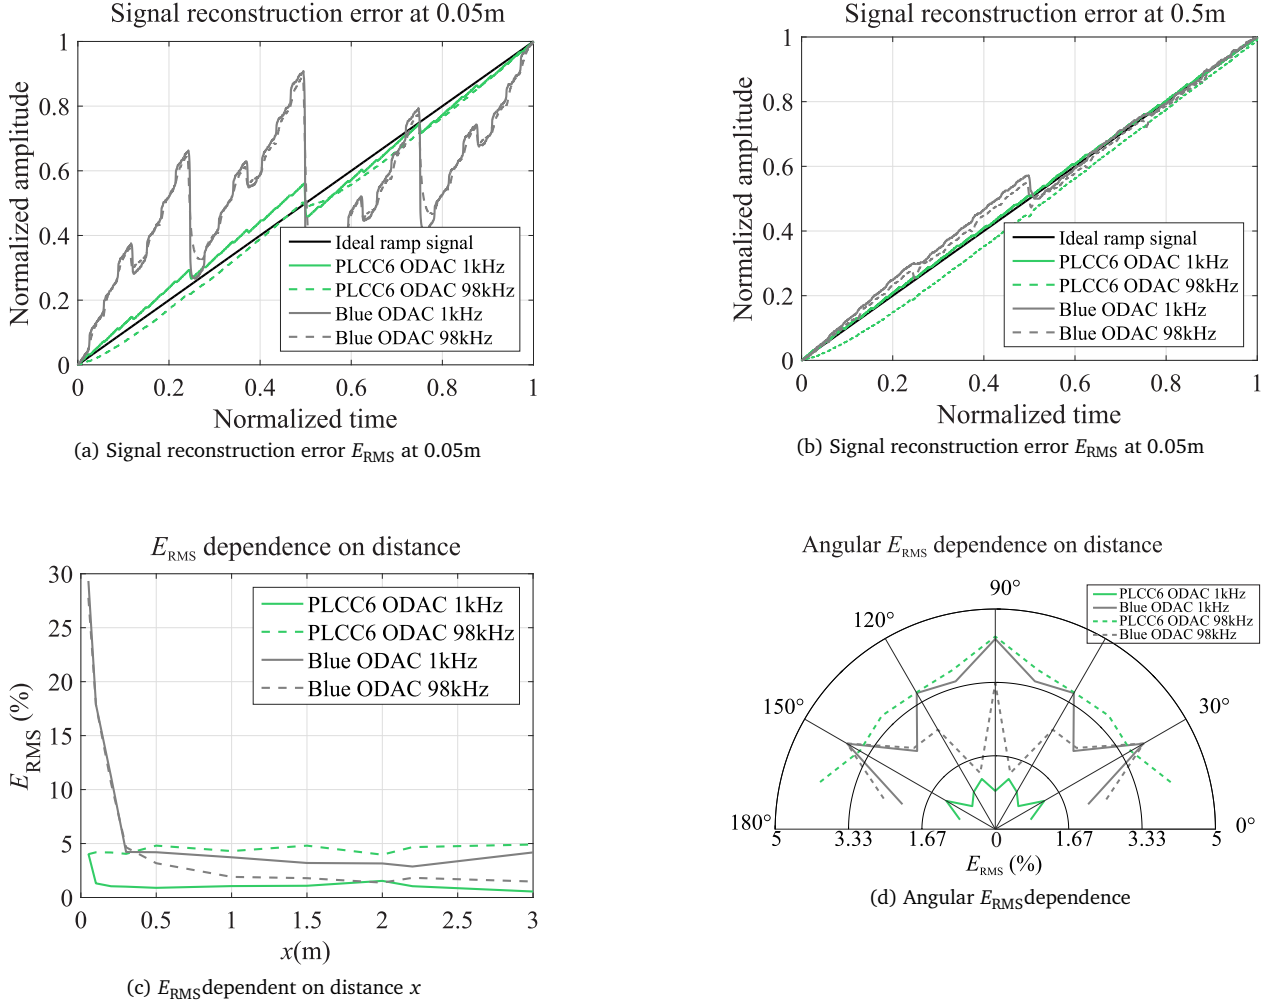 Signal reconstruction error at 0.05m
Normalized amplitude
1
0.8
0.6
0.4
0.2
0
Ideal ramp signal
PLCC6 ODAC 1kHz
PLCC6 ODAC 98kHz
Blue ODAC 1kHz
Blue ODAC 98kHz
0 0.2 0.4 0.6 0.8 1
Normalized time
(a) Signal reconstruction error E_RMS at 0.05m
Signal reconstruction error at 0.5m
Normalized amplitude
1
0.8
0.6
0.4
0.2
0
Ideal ramp signal
PLCC6 ODAC 1kHz
PLCC6 ODAC 98kHz
Blue ODAC 1kHz
Blue ODAC 98kHz
0 0.2 0.4 0.6 0.8 1
Normalized time
(b) Signal reconstruction error E_RMS at 0.05m
E_RMS dependence on distance
E_RMS (%)
30
25
20
15
10
5
0
PLCC6 ODAC 1kHz
PLCC6 ODAC 98kHz
Blue ODAC 1kHz
Blue ODAC 98kHz
0 0.5 1 1.5 2 2.5 3
x(m)
(c) E_RMS dependent on distance x
Angular E_RMS dependence on distance
90°
120°
150°
180°
30°
0°
PLCC6 ODAC 1kHz
Blue ODAC 1kHz
PLCC6 ODAC 98kHz
Blue ODAC 98kHz
5 3.33 1.67 0 1.67 3.33 5
E_RMS (%)
(d) Angular E_RMS dependence